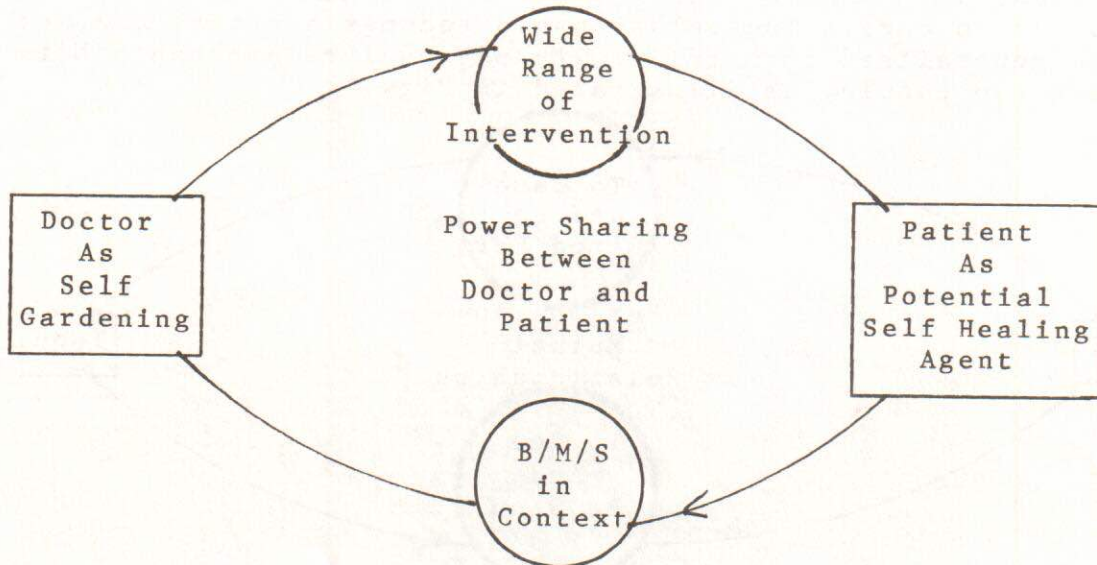 Wide
Range
of
Intervention
Doctor
As
Self
Gardening
Power Sharing
Between
Doctor and
Patient
Patient
As
Potential
Self Healing
Agent
B/M/S
in
Context